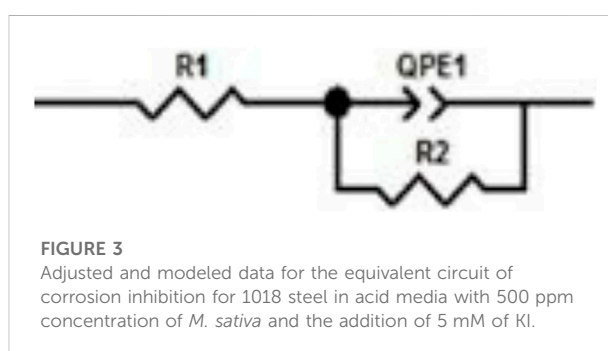 R1
QPE1
R2
FIGURE 3
Adjusted and modeled data for the equivalent circuit of
corrosion inhibition for 1018 steel in acid media with 500 ppm
concentration of M. sativa and the addition of 5 mM of KI.